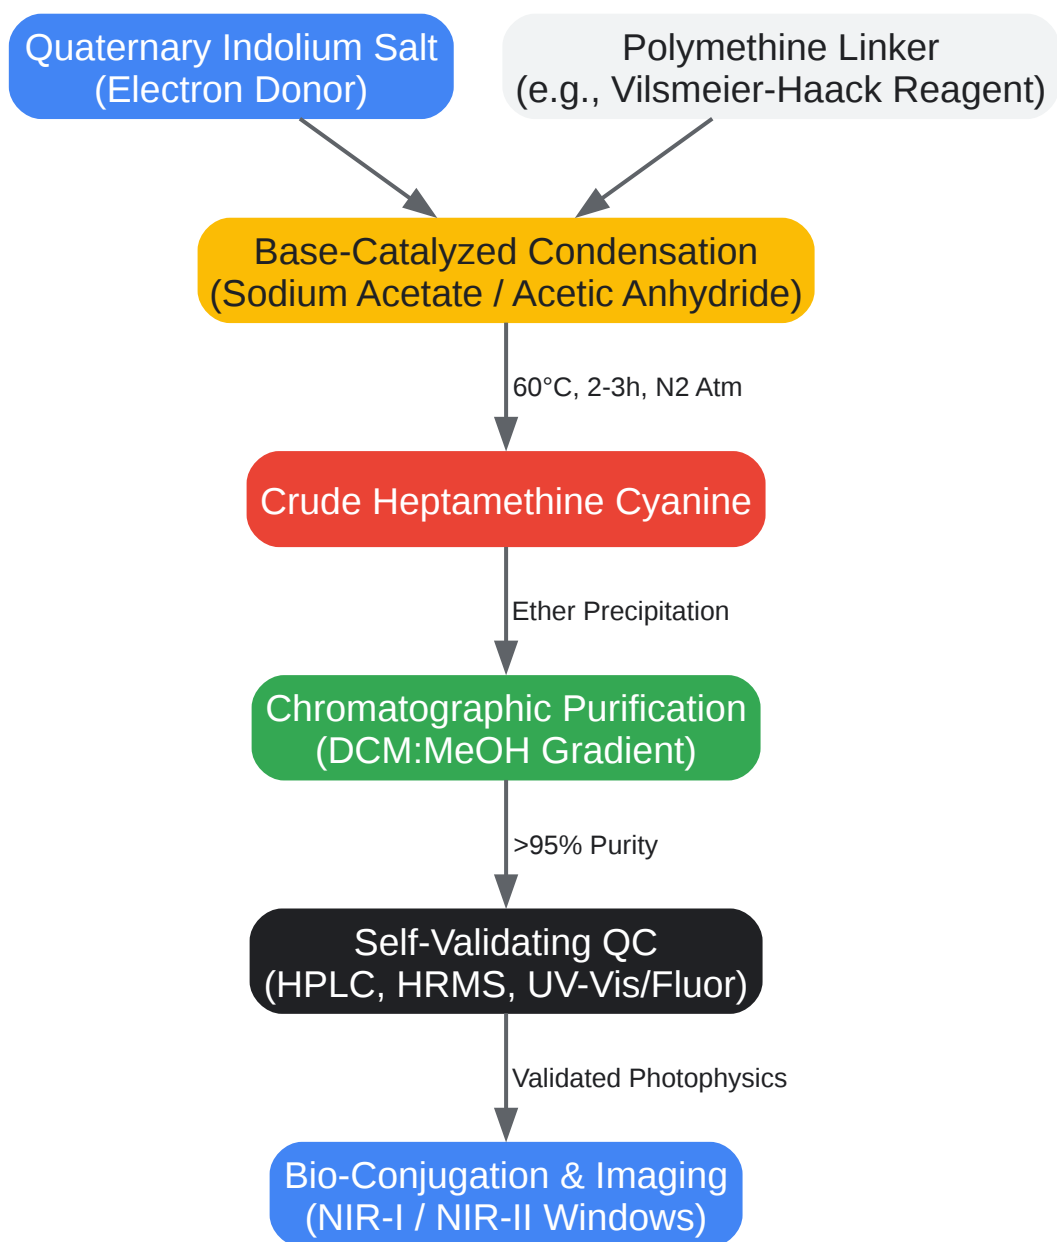 Quaternary Indolium Salt
(Electron Donor)
Polymethine Linker
(e.g., Vilsmeier-Haack Reagent)
Base-Catalyzed Condensation
(Sodium Acetate / Acetic Anhydride)
60°C, 2-3h, N2 Atm
Crude Heptamethine Cyanine
Ether Precipitation
Chromatographic Purification
(DCM:MeOH Gradient)
>95% Purity
Self-Validating QC
(HPLC, HRMS, UV-Vis/Fluor)
Validated Photophysics
Bio-Conjugation & Imaging
(NIR-I / NIR-II Windows)